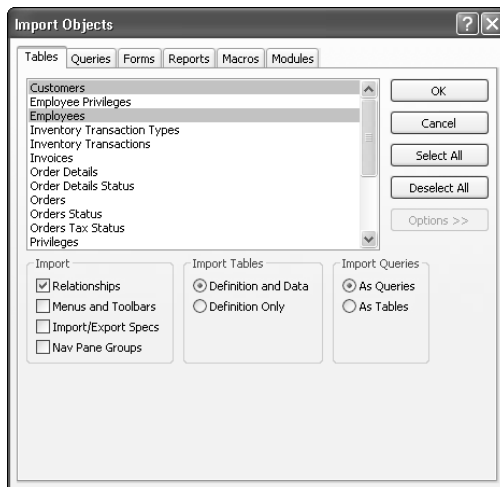 Import Objects
Tables Queries Forms Reports Macros Modules
Customers
Employee Privileges
Employees
Inventory Transaction Types
Inventory Transactions
Invoices
Order Details
Order Details Status
Orders
Orders Status
Orders Tax Status
Privileges
OK
Cancel
Select All
Deselect All
Options >>
Import
Relationships
Menus and Toolbars
Import/Export Specs
Nav Pane Groups
Import Tables
Definition and Data
Definition Only
Import Queries
As Queries
As Tables